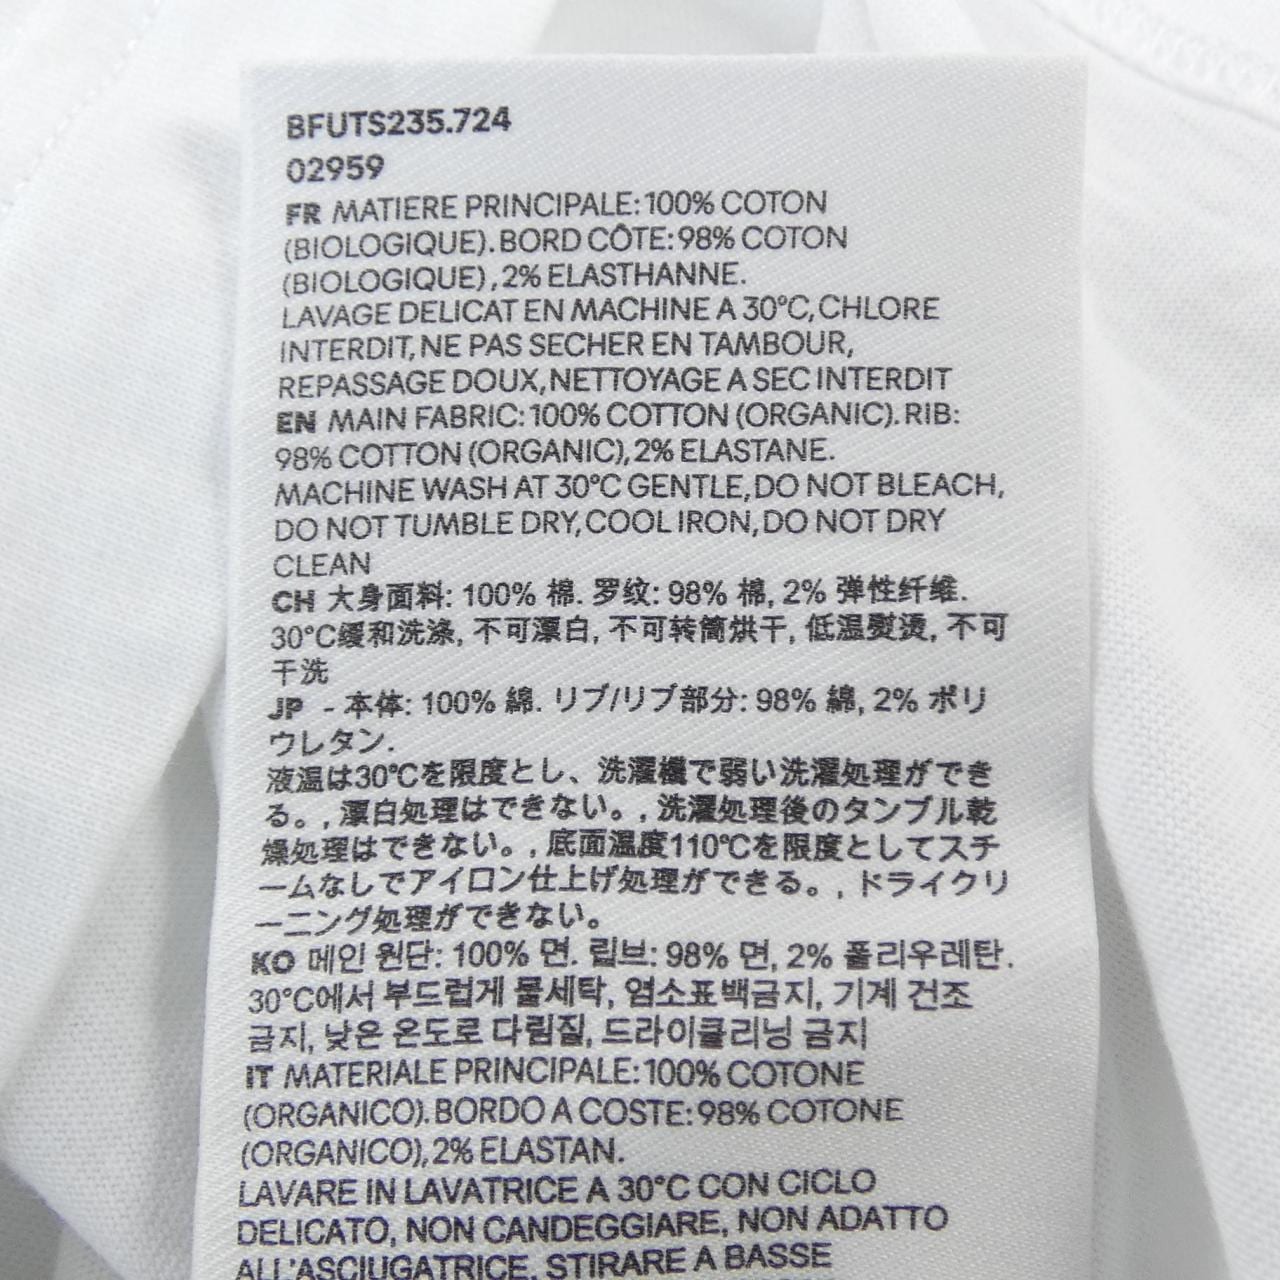 BFUTS235.724
02959
FR MATIERE PRINCIPALE: 100% COTON
(BIOLOGIQUE). BORD CÔTE: 98% COTON
(BIOLOGIQUE), 2% ELASTHANNE.
LAVAGE DELICAT EN MACHINE A 30°C, CHLORE
INTERDIT, NE PAS SECHER EN TAMBOUR,
REPASSAGE DOUX, NETTOYAGE A SEC INTERDIT
EN MAIN FABRIC: 100% COTTON (ORGANIC). RIB:
98% COTTON (ORGANIC), 2% ELASTANE.
MACHINE WASH AT 30°C GENTLE, DO NOT BLEACH,
DO NOT TUMBLE DRY, COOL IRON, DO NOT DRY
CLEAN
CH 大身面料: 100% 棉. 罗纹: 98% 棉, 2% 弹性纤维.
30°C缓和洗涤, 不可漂白, 不可转筒烘干, 低温熨烫, 不可
干洗
JP - 本体: 100% 綿. リブ/リブ部分: 98% 綿, 2% ポリ
ウレタン.
液温は30℃を限度とし、洗濯機で弱い洗濯処理ができ
る。, 漂白処理はできない。, 洗濯処理後のタンブル乾
燥処理はできない。, 底面温度110℃を限度としてスチ
ームなしでアイロン仕上げ処理ができる。, ドライクリ
ーニング処理ができない。
KO 메인 원단: 100% 면. 립브: 98% 면, 2% 폴리우레탄.
30°C에서 부드럽게 물세탁, 염소표백금지, 기계 건조
금지, 낮은 온도로 다림질, 드라이클리닝 금지
IT MATERIALE PRINCIPALE: 100% COTONE
(ORGANICO). BORDO A COSTE: 98% COTONE
(ORGANICO), 2% ELASTAN.
LAVARE IN LAVATRICE A 30°C CON CICLO
DELICATO, NON CANDEGGIARE, NON ADATTO
ALL'ASCIUGATRICE, STIRARE A BASSE